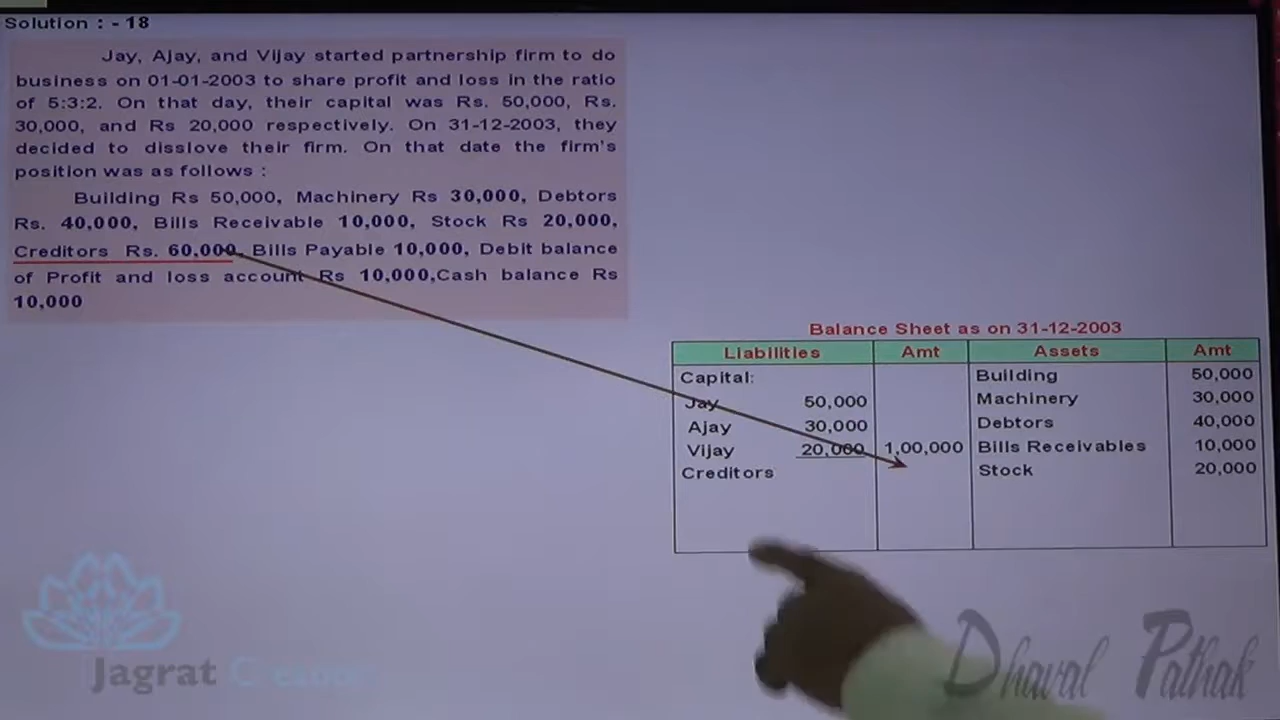 Solution : - 18
Jay, Ajay, and Vijay started partnership firm to do
business on 01-01-2003 to share profit and loss in the ratio
of 5:3:2. On that day, their capital was Rs. 50,000, Rs.
30,000, and Rs 20,000 respectively. On 31-12-2003, they
decided to disslove their firm. On that date the firm's
position was as follows :
Building Rs 50,000, Machinery Rs 30,000, Debtors
Rs. 40,000, Bills Receivable 10,000, Stock Rs 20,000,
Creditors Rs. 60,000, Bills Payable 10,000, Debit balance
of Profit and loss account Rs 10,000,Cash balance Rs
10,000
Balance Sheet as on 31-12-2003
Liabilities Amt Assets Amt
Capital: Building 50,000
Jay 50,000 Machinery 30,000
Ajay 30,000 Debtors 40,000
Vijay 20,000 1,00,000 Bills Receivables 10,000
Creditors Stock 20,000
Jagrat Creation
Dhaval Pathak